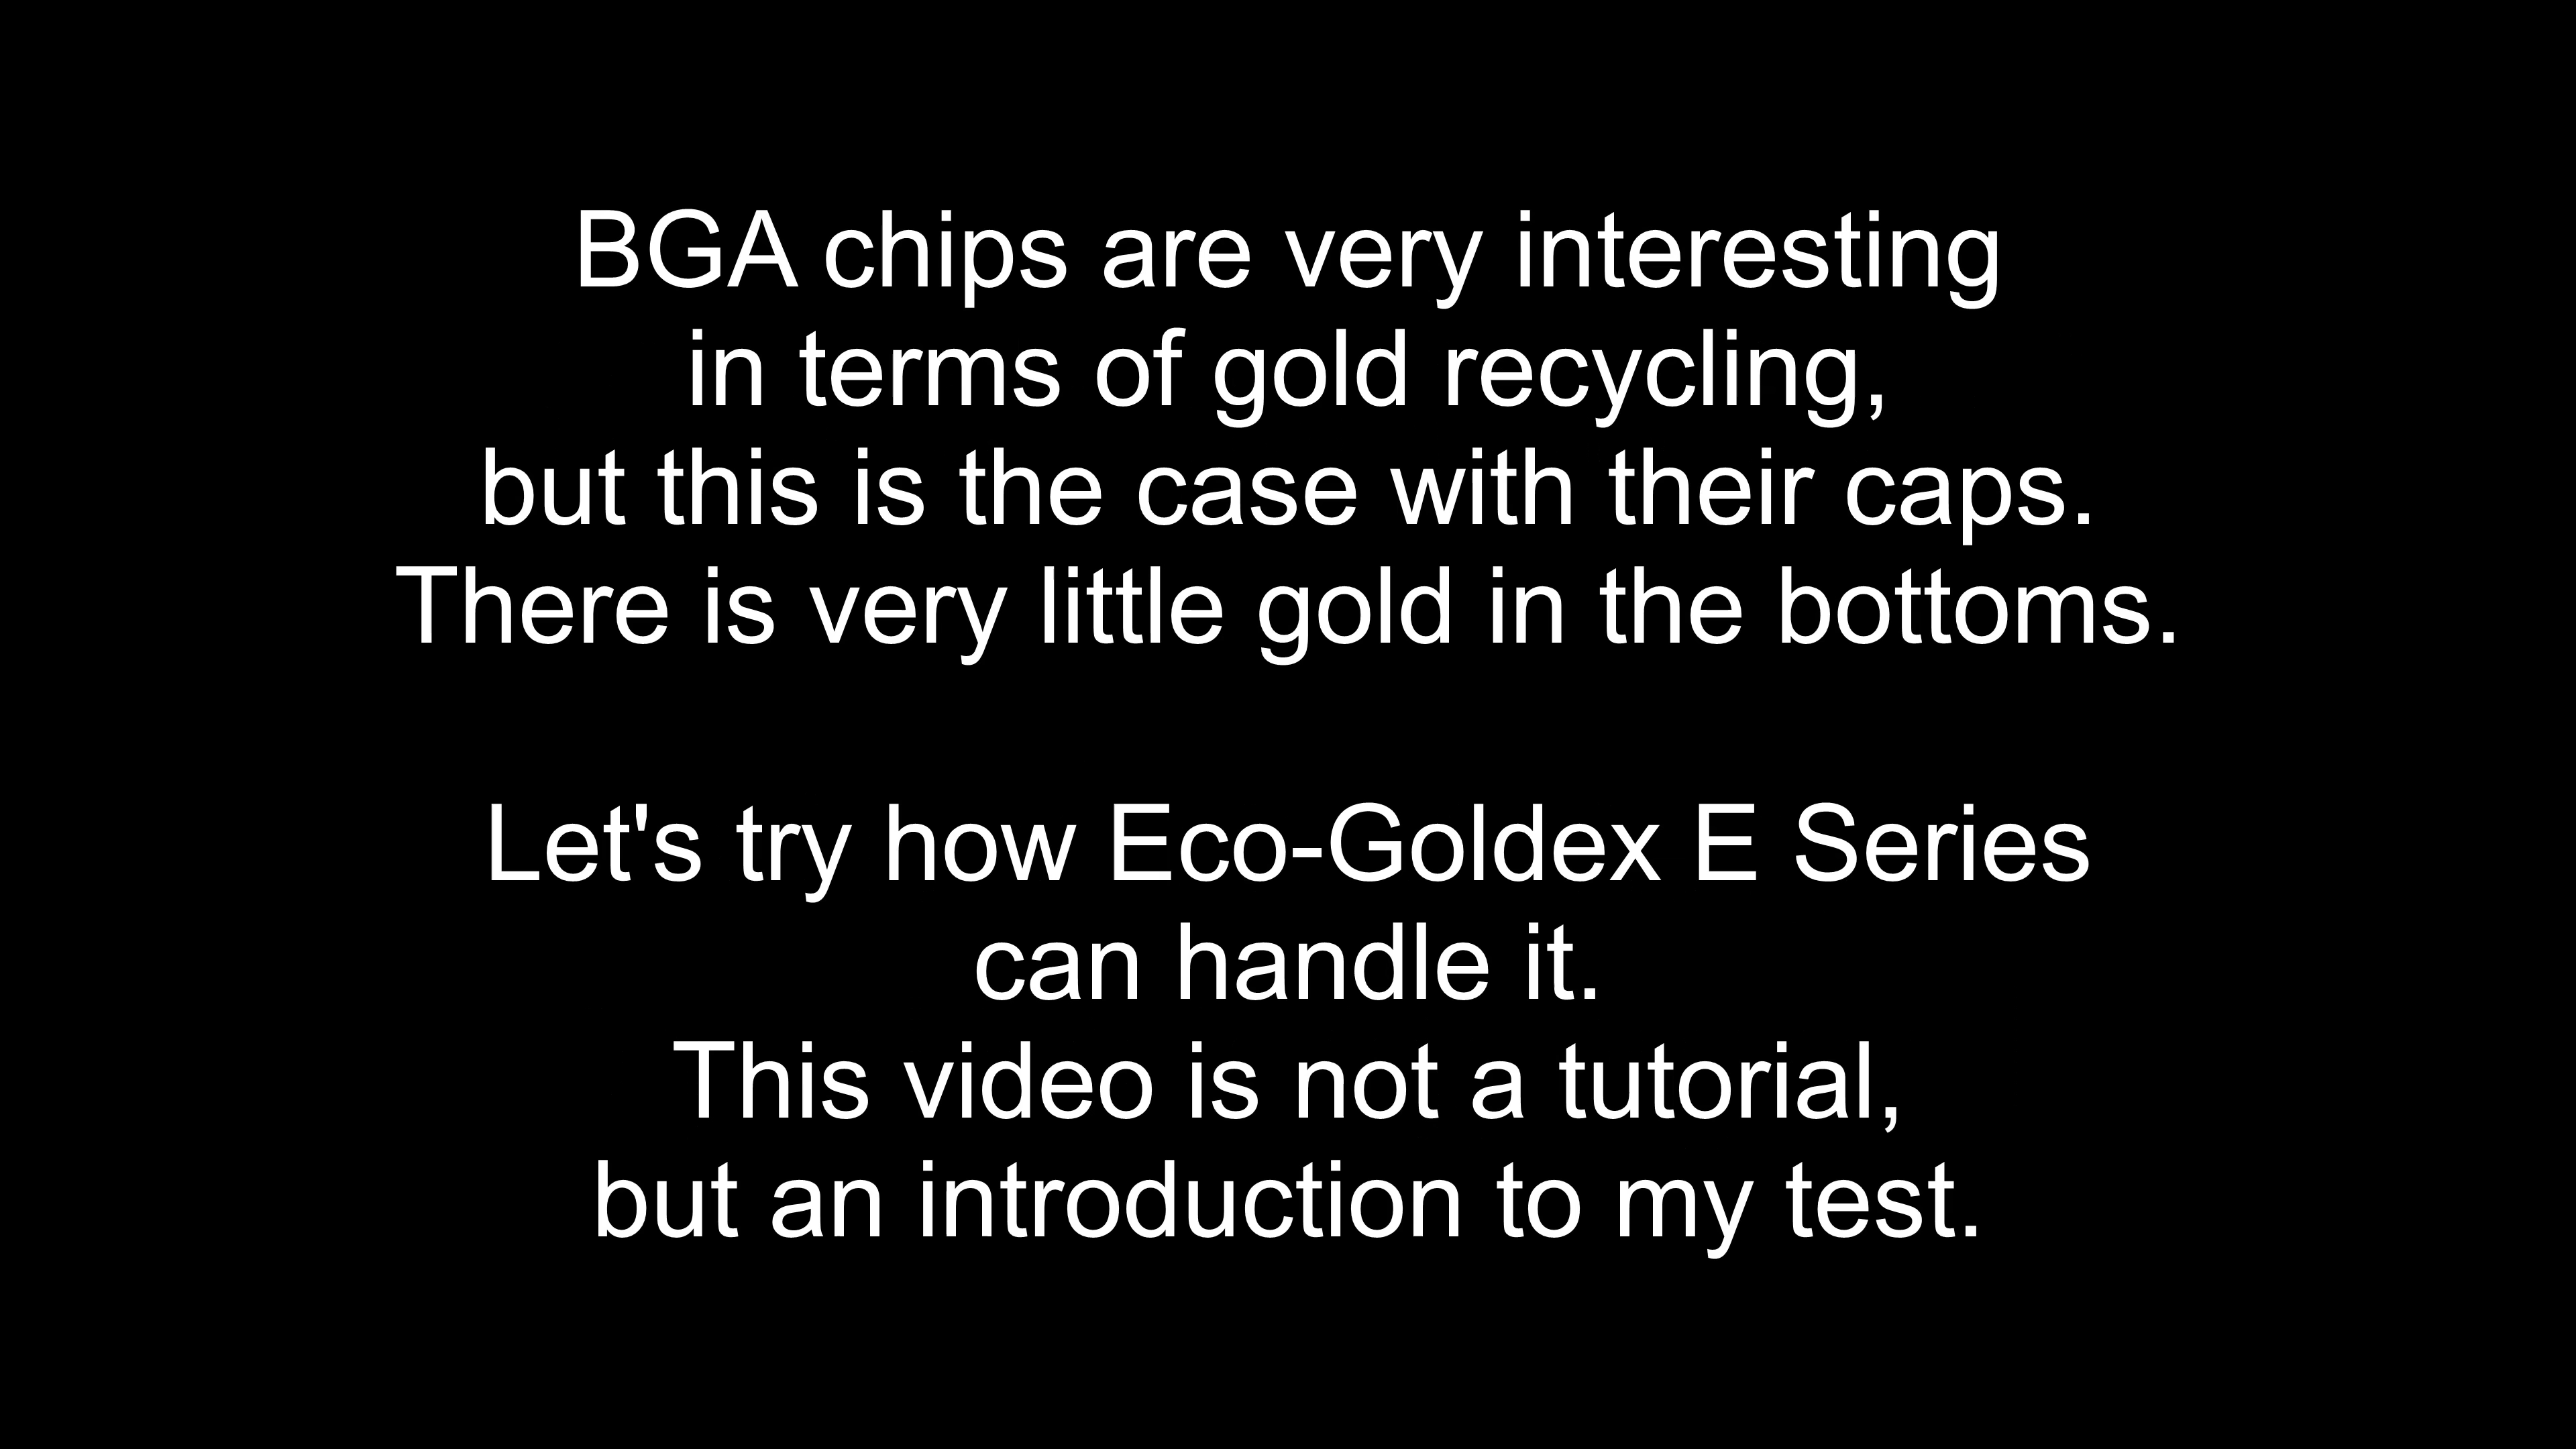 BGA chips are very interesting
in terms of gold recycling,
but this is the case with their caps.
There is very little gold in the bottoms.
Let's try how Eco-Goldex E Series
can handle it.
This video is not a tutorial,
but an introduction to my test.